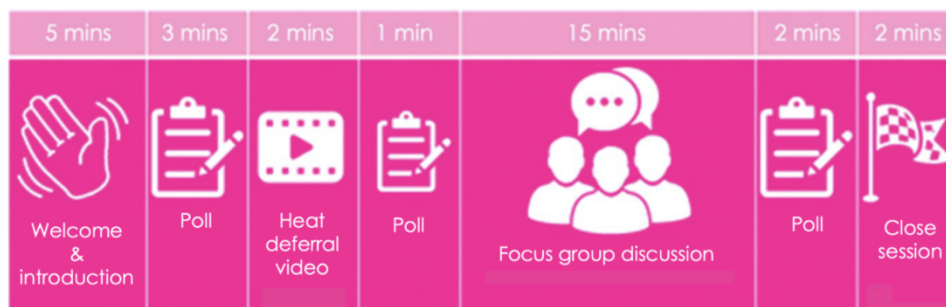 5 mins
3 mins
2 mins
1 min
15 mins
2 mins
2 mins
Welcome
&
introduction
Poll
Heat
deferral
video
Poll
Focus group discussion
Poll
Close
session